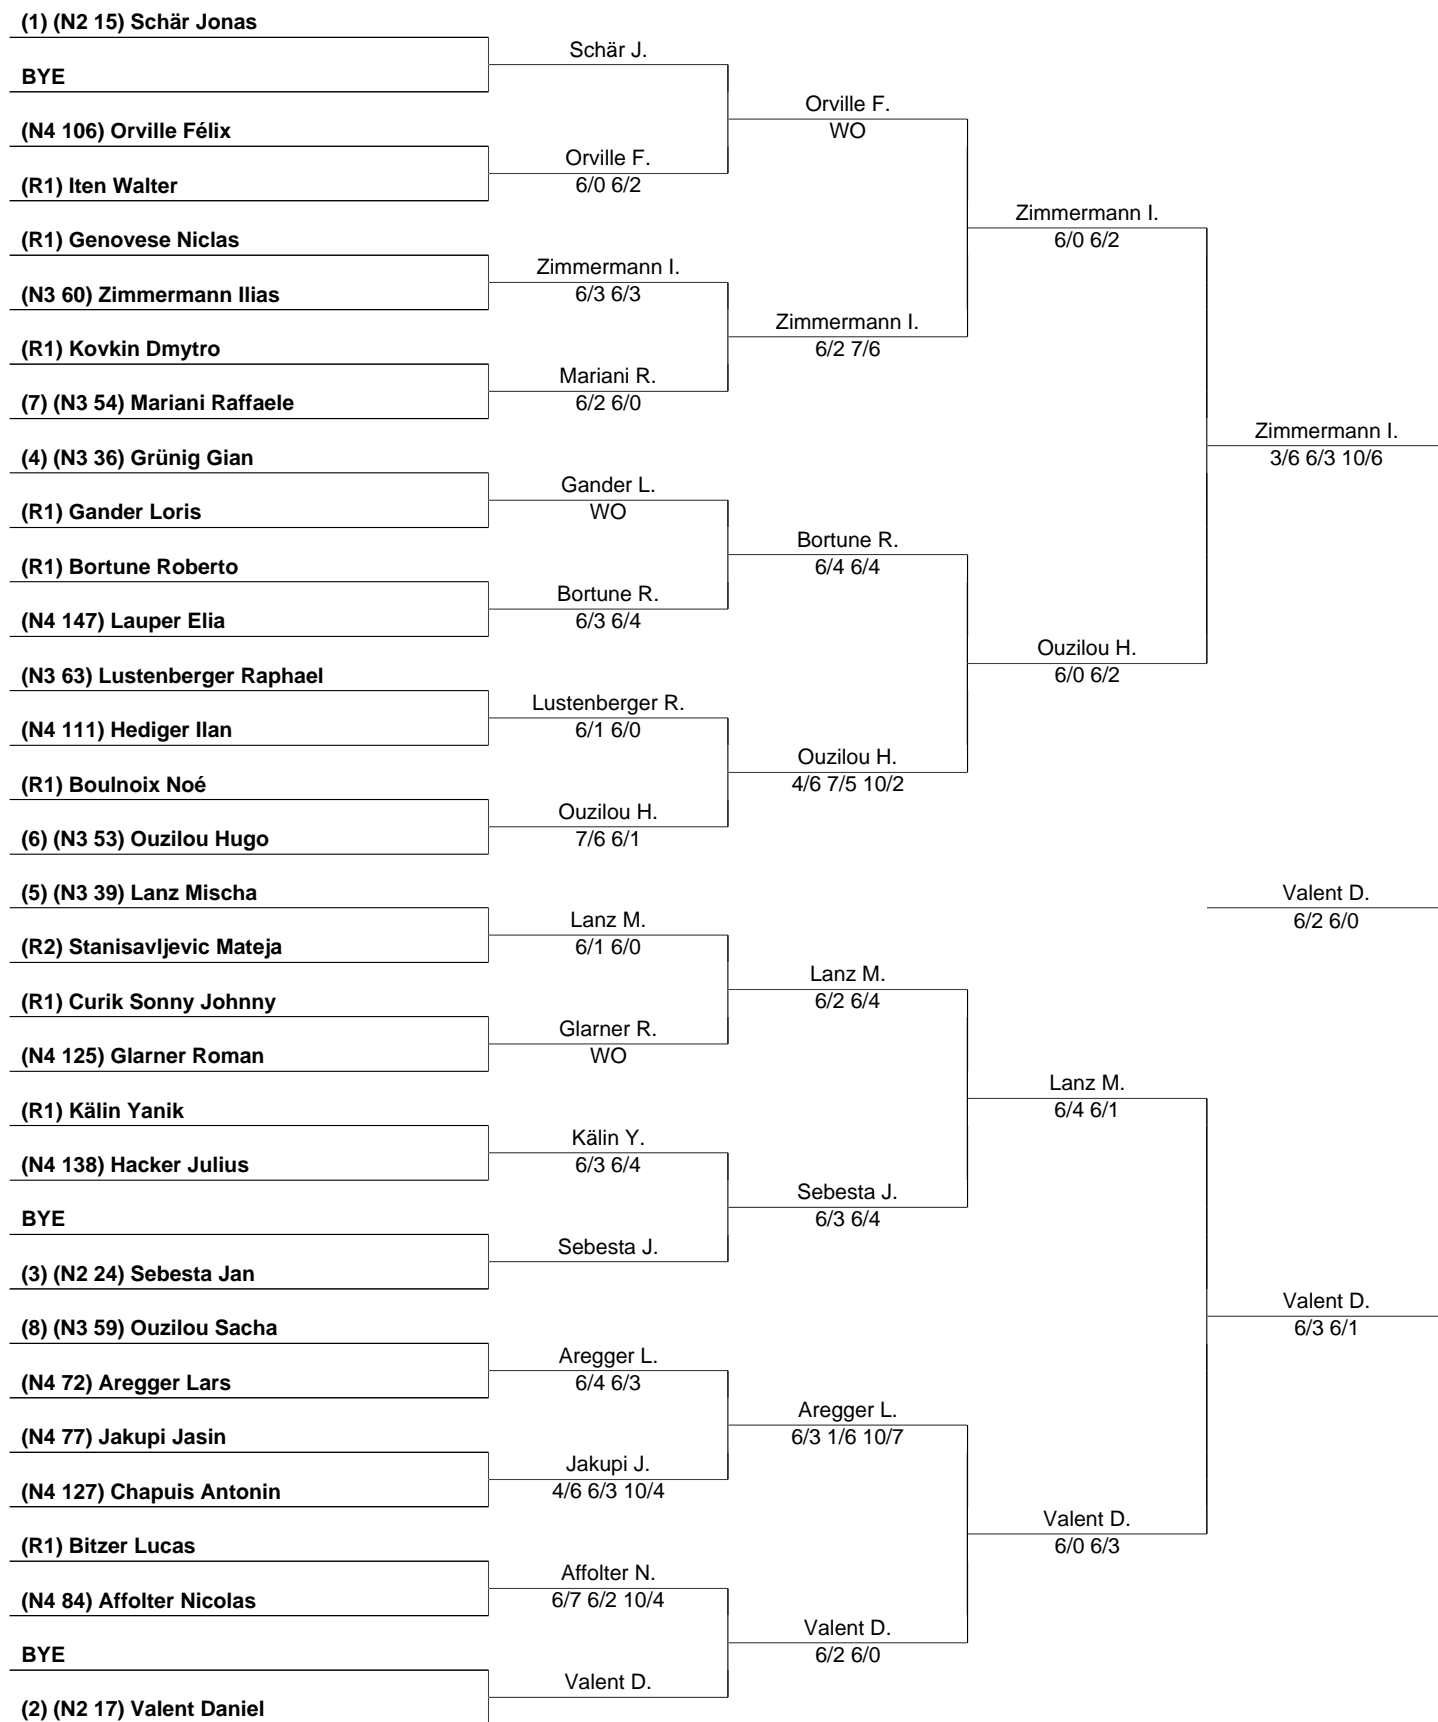 (1) (N2 15) Schär Jonas
BYE
(N4 106) Orville Félix
(R1) Iten Walter
(R1) Genovese Niclas
(N3 60) Zimmermann Ilias
(R1) Kovkin Dmytro
(7) (N3 54) Mariani Raffaele
(4) (N3 36) Grünig Gian
(R1) Gander Loris
(R1) Bortune Roberto
(N4 147) Lauper Elia
(N3 63) Lustenberger Raphael
(N4 111) Hediger Ilan
(R1) Boulnoix Noé
(6) (N3 53) Ouzilou Hugo
(5) (N3 39) Lanz Mischa
(R2) Stanisavljevic Mateja
(R1) Curik Sonny Johnny
(N4 125) Glarner Roman
(R1) Kälin Yanik
(N4 138) Hacker Julius
BYE
(3) (N2 24) Sebesta Jan
(8) (N3 59) Ouzilou Sacha
(N4 72) Aregger Lars
(N4 77) Jakupi Jasin
(N4 127) Chapuis Antonin
(R1) Bitzer Lucas
(N4 84) Affolter Nicolas
BYE
(2) (N2 17) Valent Daniel
Schär J.
Orville F.
6/0 6/2
Zimmermann I.
6/3 6/3
Mariani R.
6/2 6/0
Gander L.
WO
Bortune R.
6/3 6/4
Lustenberger R.
6/1 6/0
Ouzilou H.
7/6 6/1
Lanz M.
6/1 6/0
Glarner R.
WO
Kälin Y.
6/3 6/4
Sebesta J.
Aregger L.
6/4 6/3
Jakupi J.
4/6 6/3 10/4
Affolter N.
6/7 6/2 10/4
Valent D.
Orville F.
WO
Zimmermann I.
6/2 7/6
Bortune R.
6/4 6/4
Ouzilou H.
4/6 7/5 10/2
Lanz M.
6/2 6/4
Sebesta J.
6/3 6/4
Aregger L.
6/3 1/6 10/7
Valent D.
6/2 6/0
Zimmermann I.
6/0 6/2
Ouzilou H.
6/0 6/2
Lanz M.
6/4 6/1
Valent D.
6/0 6/3
Zimmermann I.
3/6 6/3 10/6
Valent D.
6/2 6/0
Valent D.
6/3 6/1